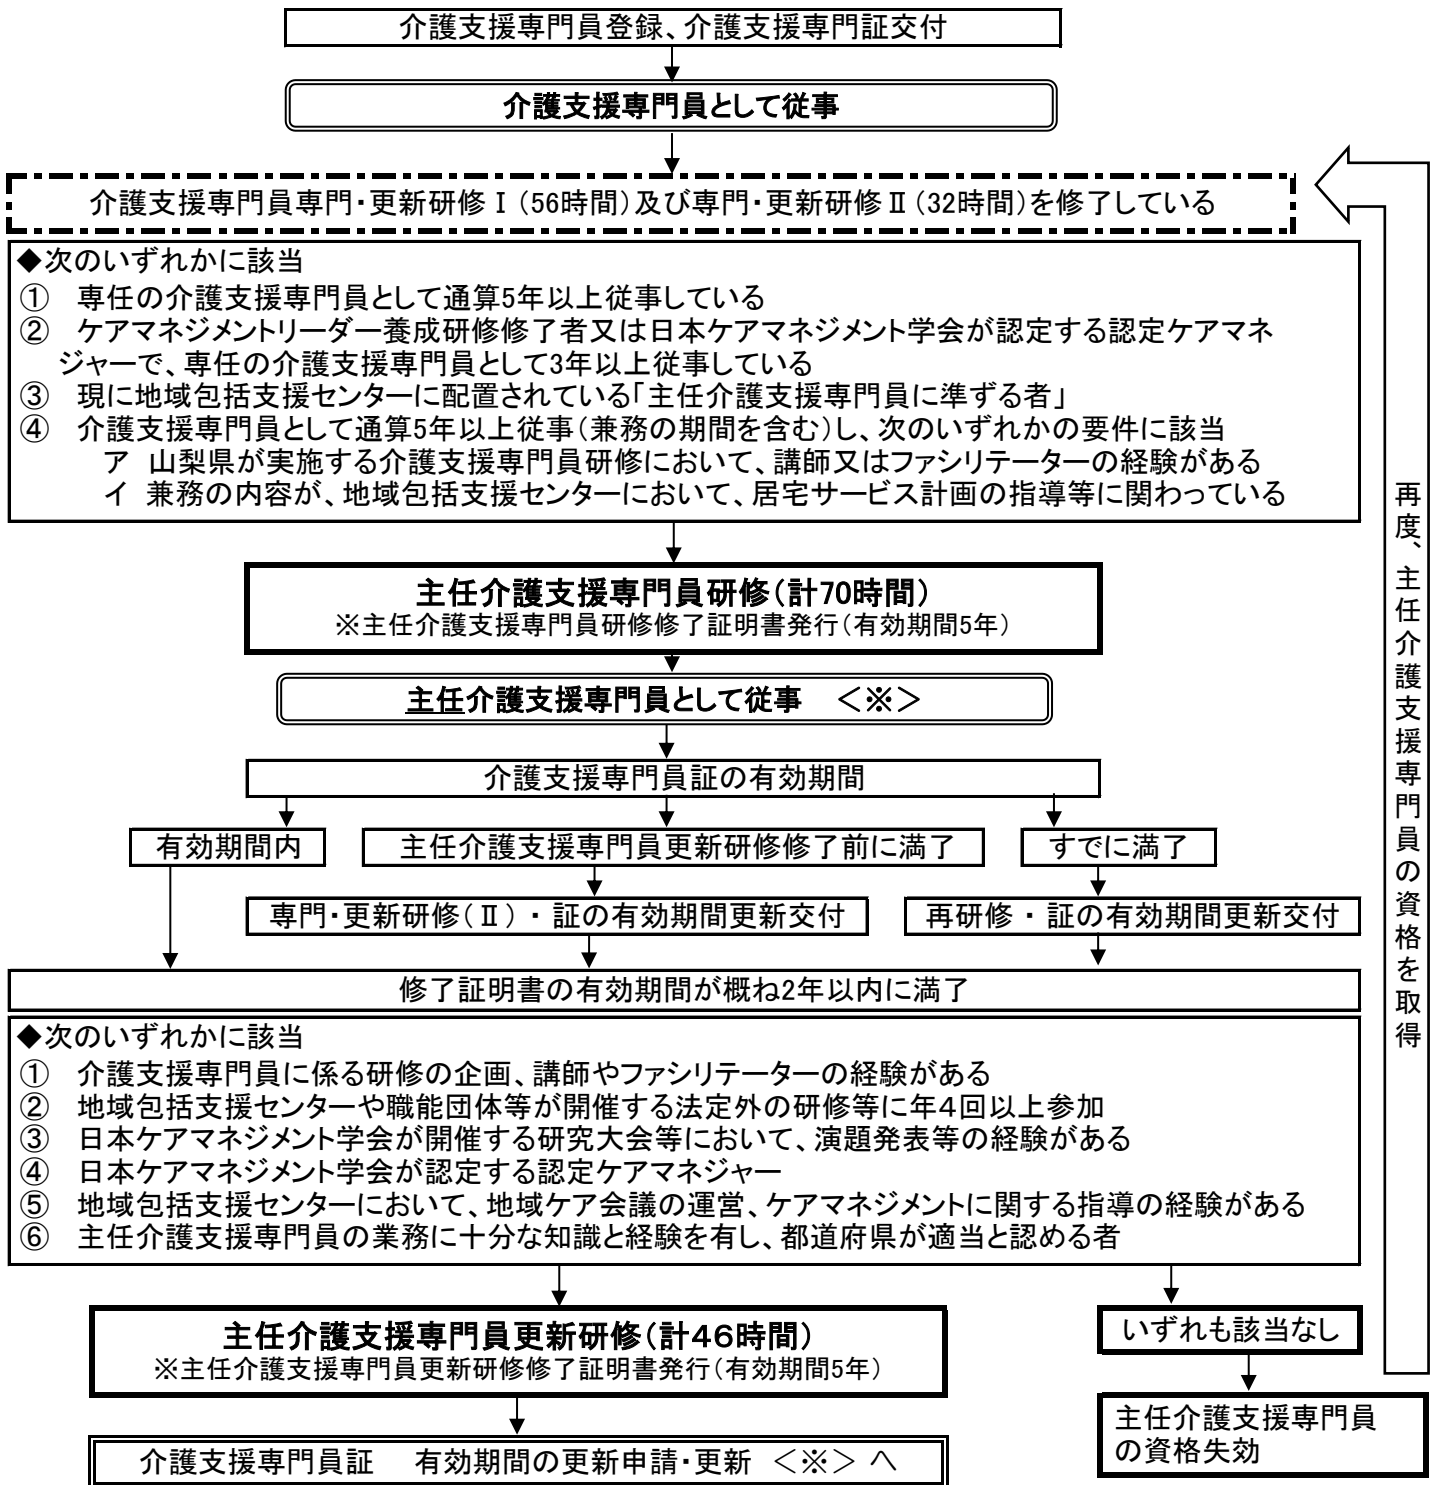 介護支援専門員登録、介護支援専門証交付
介護支援専門員として従事
介護支援専門員専門・更新研修Ⅰ(56時間)及び専門・更新研修Ⅱ(32時間)を修了している
◆次のいずれかに該当
① 専任の介護支援専門員として通算5年以上従事している
② ケアマネジメントリーダー養成研修修了者又は日本ケアマネジメント学会が認定する認定ケアマネ
ジャーで、専任の介護支援専門員として3年以上従事している
③ 現に地域包括支援センターに配置されている「主任介護支援専門員に準ずる者」
④ 介護支援専門員として通算5年以上従事(兼務の期間を含む)し、次のいずれかの要件に該当
ア 山梨県が実施する介護支援専門員研修において、講師又はファシリテーターの経験がある
イ 兼務の内容が、地域包括支援センターにおいて、居宅サービス計画の指導等に関わっている
主任介護支援専門員研修(計70時間)
※主任介護支援専門員研修修了証明書発行(有効期間5年)
主任介護支援専門員として従事 <※>
介護支援専門員証の有効期間
有効期間内
主任介護支援専門員更新研修修了前に満了
すでに満了
専門・更新研修(Ⅱ)・証の有効期間更新交付
再研修・証の有効期間更新交付
修了証明書の有効期間が概ね2年以内に満了
◆次のいずれかに該当
① 介護支援専門員に係る研修の企画、講師やファシリテーターの経験がある
② 地域包括支援センターや職能団体等が開催する法定外の研修等に年4回以上参加
③ 日本ケアマネジメント学会が開催する研究大会等において、演題発表等の経験がある
④ 日本ケアマネジメント学会が認定する認定ケアマネジャー
⑤ 地域包括支援センターにおいて、地域ケア会議の運営、ケアマネジメントに関する指導の経験がある
⑥ 主任介護支援専門員の業務に十分な知識と経験を有し、都道府県が適当と認める者
主任介護支援専門員更新研修(計46時間)
※主任介護支援専門員更新研修修了証明書発行(有効期間5年)
介護支援専門員証 有効期間の更新申請・更新 <※> へ
いずれも該当なし
主任介護支援専門員
の資格失効
再度、主任介護支援専門員の資格を取得